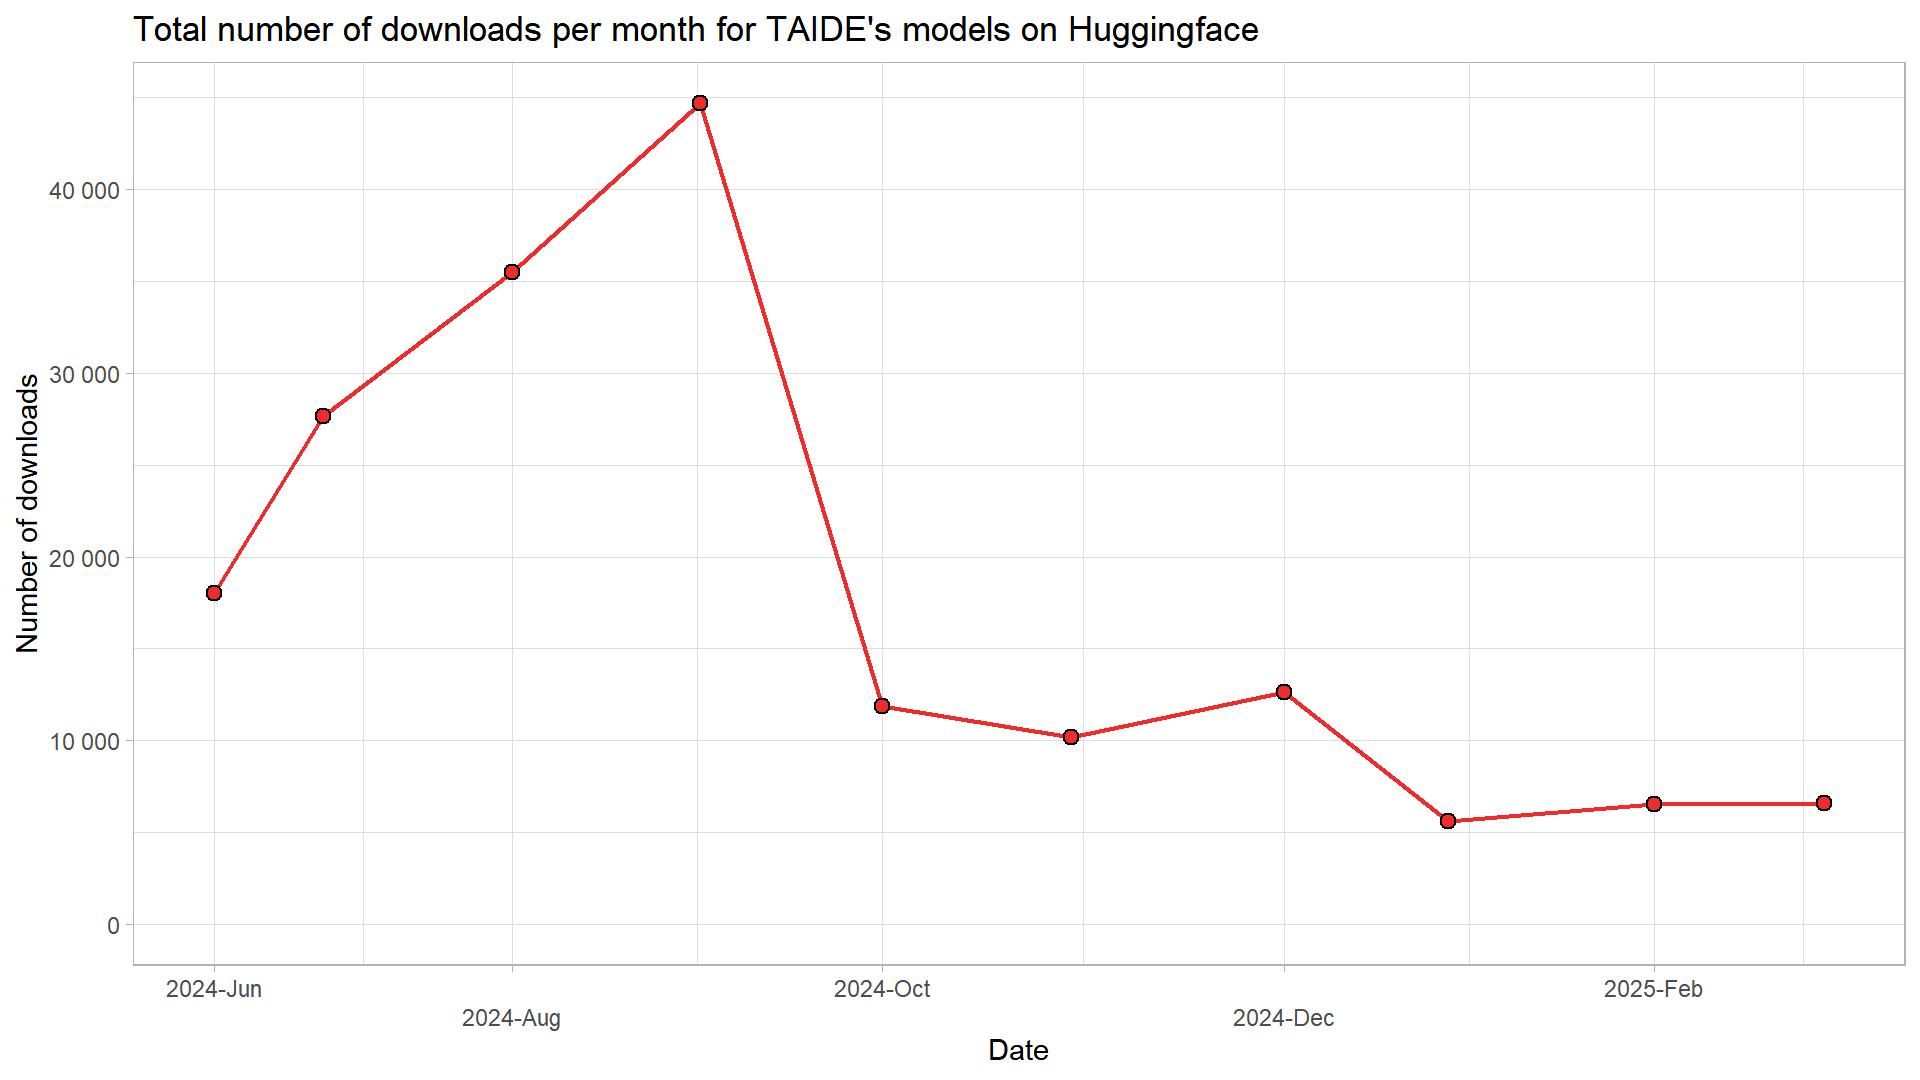 Total number of downloads per month for TAIDE's models on Huggingface
Number of downloads
40 000
30 000
20 000
10 000
0
2024-Jun
2024-Aug
2024-Oct
2024-Dec
2025-Feb
Date